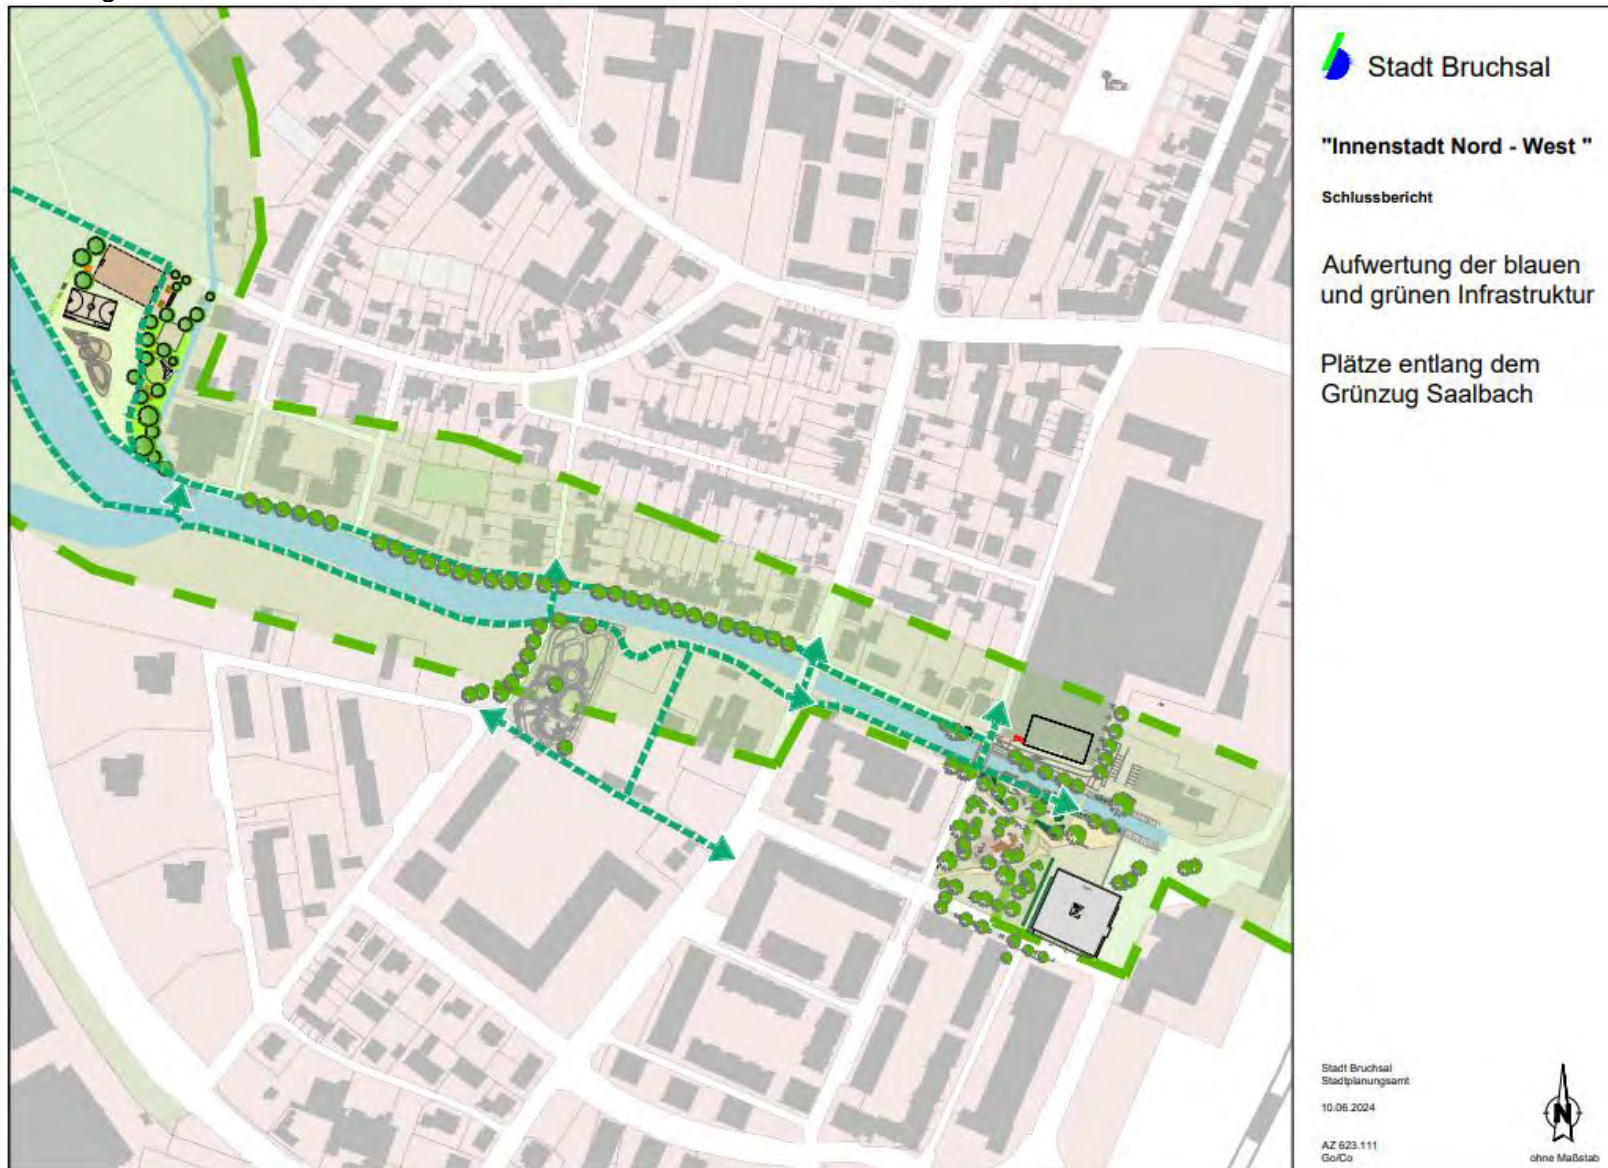 Stadt Bruchsal
"Innenstadt Nord - West "
Schlussbericht
Aufwertung der blauen
und grünen Infrastruktur
Plätze entlang dem
Grünzug Saalbach
Stadt Bruchsal
Stadtplanungsamt
10.06.2024
AZ 623.111
Go/Co
N
ohne Maßstab